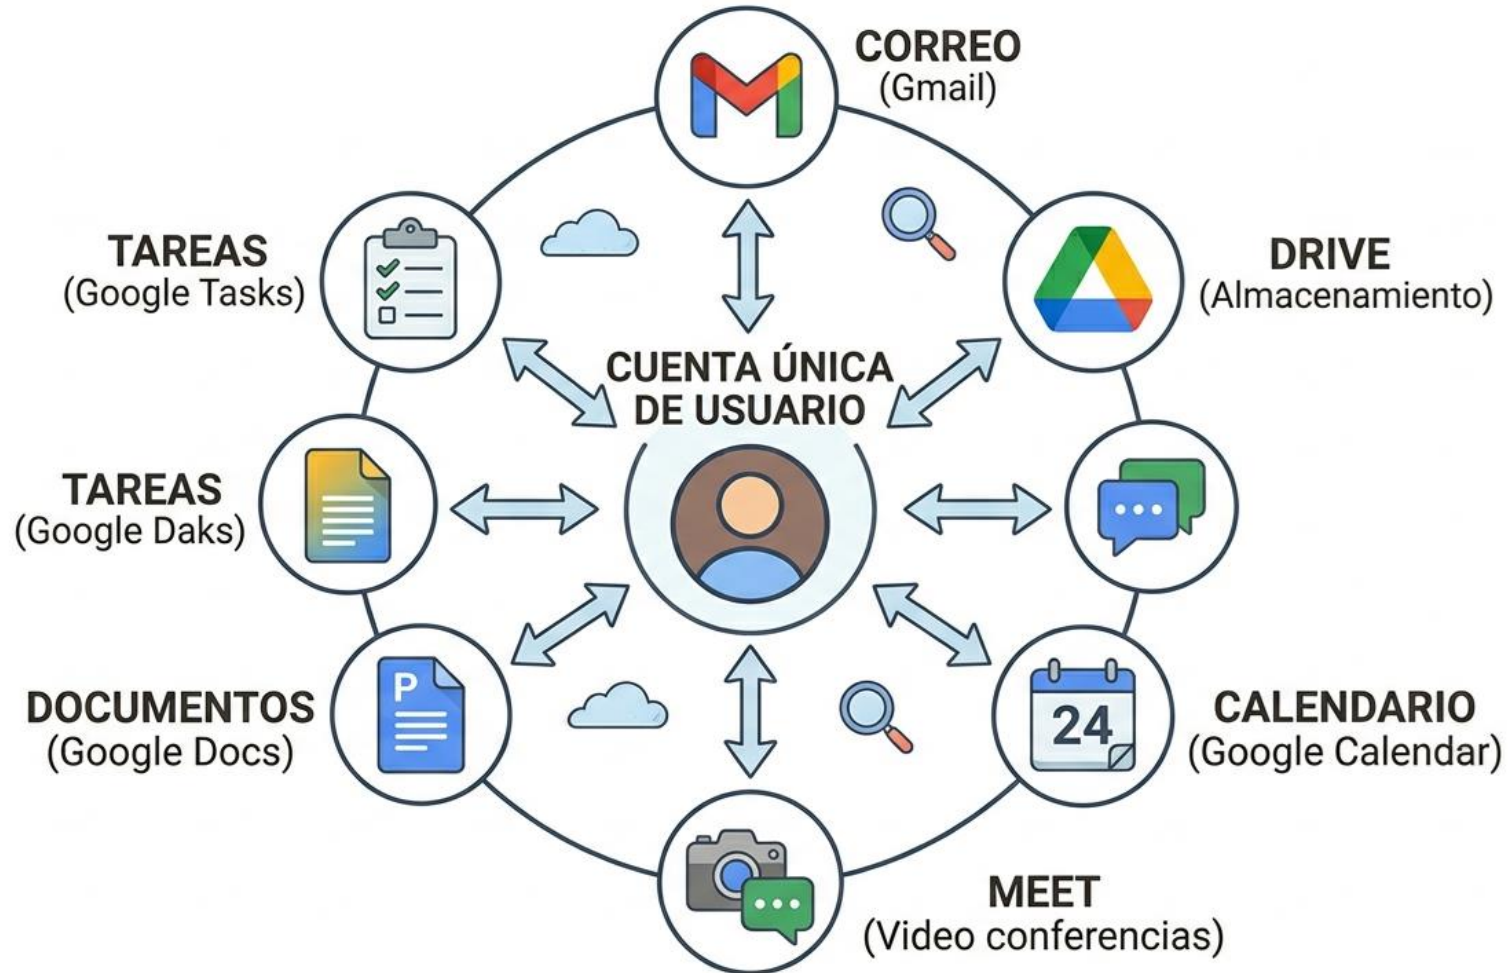 CORREO
(Gmail)
TAREAS
(Google Tasks)
DRIVE
(Almacenamiento)
CUENTA ÚNICA
DE USUARIO
TAREAS
(Google Daks)
DOCUMENTOS
(Google Docs)
P
24
CALENDARIO
(Google Calendar)
MEET
(Video conferencias)